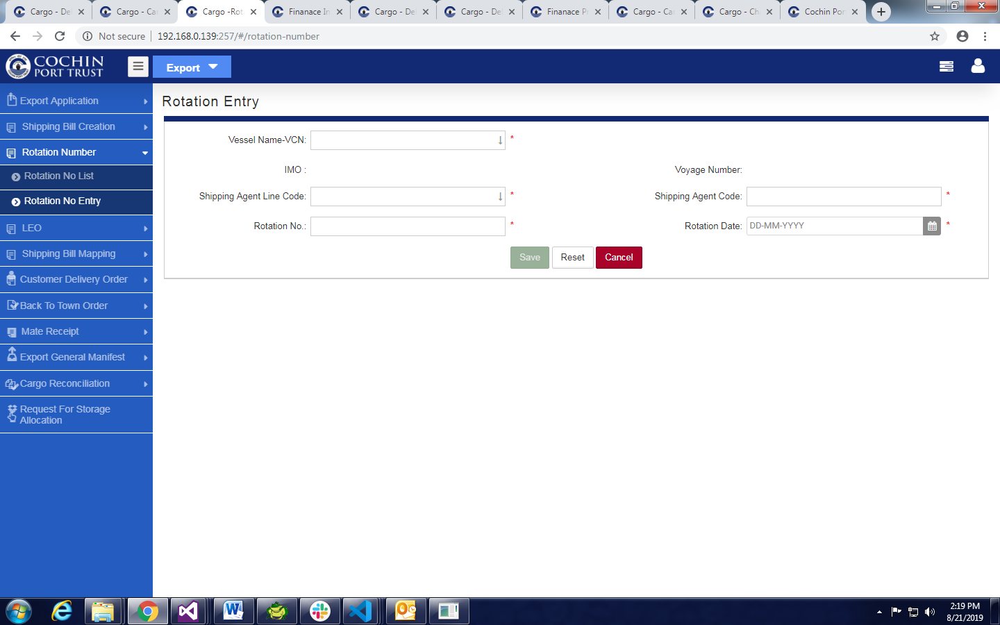 Cargo - De
Cargo - Ca
Cargo -Rot
Finanace In
Cargo - De
Cargo - De
Finanace P
Cargo - Ca
Cargo - Ch
Cochin Por
Not secure
192.168.0.139:257/#/rotation-number
COCHIN
PORT TRUST
Export
Export Application
Shipping Bill Creation
Rotation Number
Rotation No List
Rotation No Entry
LEO
Shipping Bill Mapping
Customer Delivery Order
Back To Town Order
Mate Receipt
Export General Manifest
Cargo Reconciliation
Request For Storage
Allocation
Rotation Entry
Vessel Name-VCN: *
IMO :
Voyage Number:
Shipping Agent Line Code: *
Shipping Agent Code: *
Rotation No.: *
Rotation Date: DD-MM-YYYY *
Save Reset Cancel
2:19 PM
8/21/2019